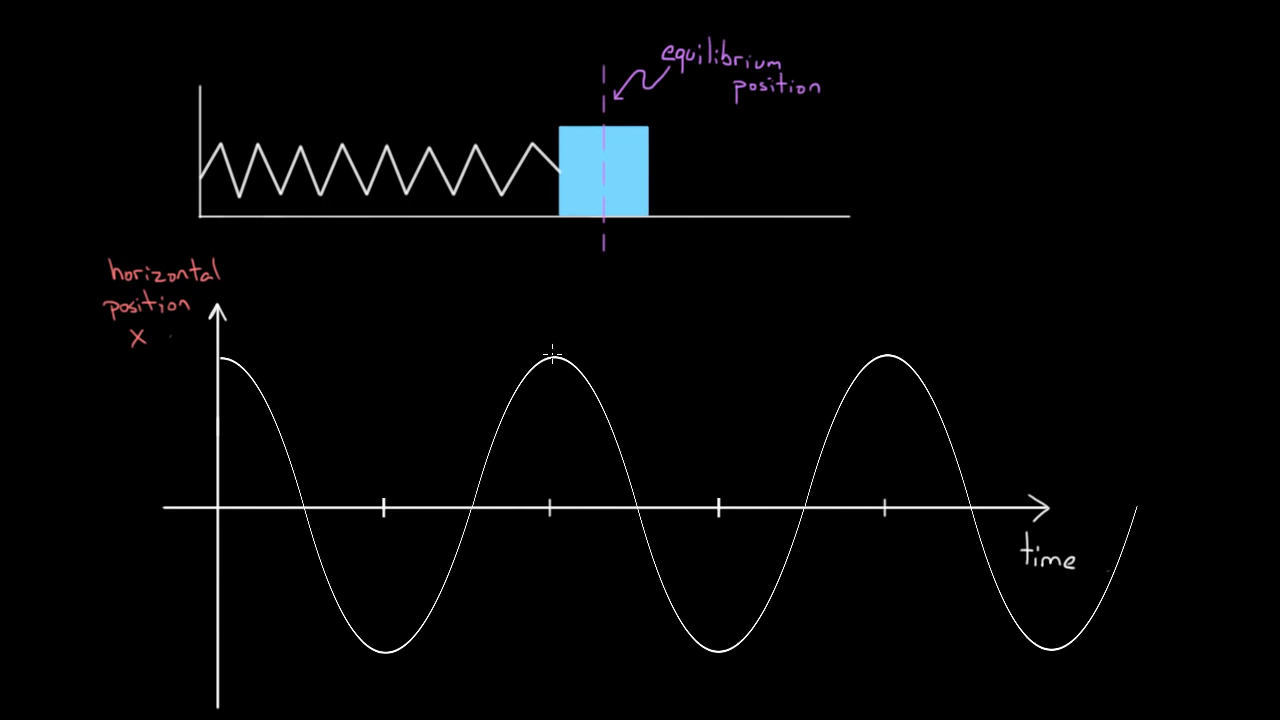 equilibrium
position
horizontal
position
x
time